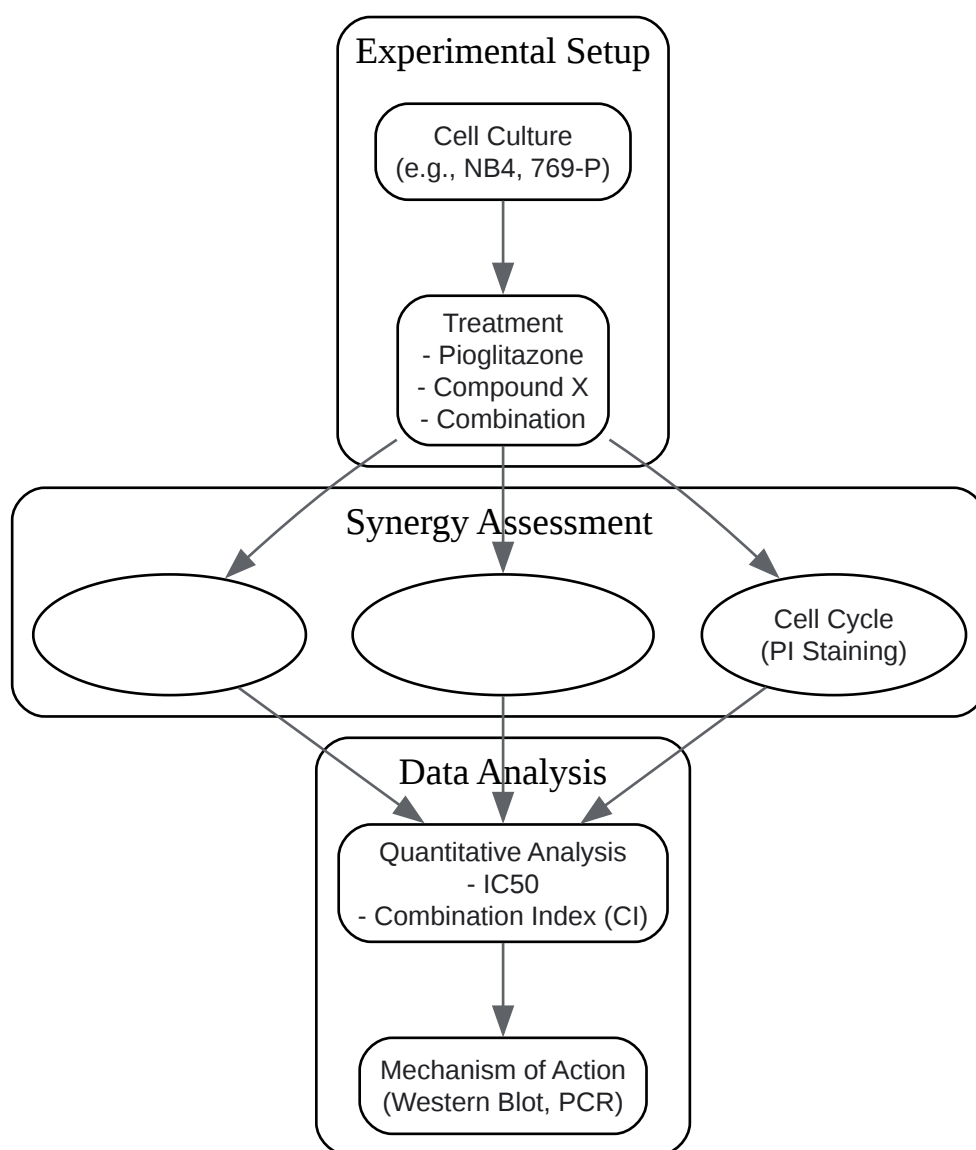 Experimental Setup
Cell Culture
(e.g., NB4, 769-P)
Treatment
- Pioglitazone
- Compound X
- Combination
Synergy Assessment
Cell Cycle
(PI Staining)
Data Analysis
Quantitative Analysis
- IC50
- Combination Index (CI)
Mechanism of Action
(Western Blot, PCR)